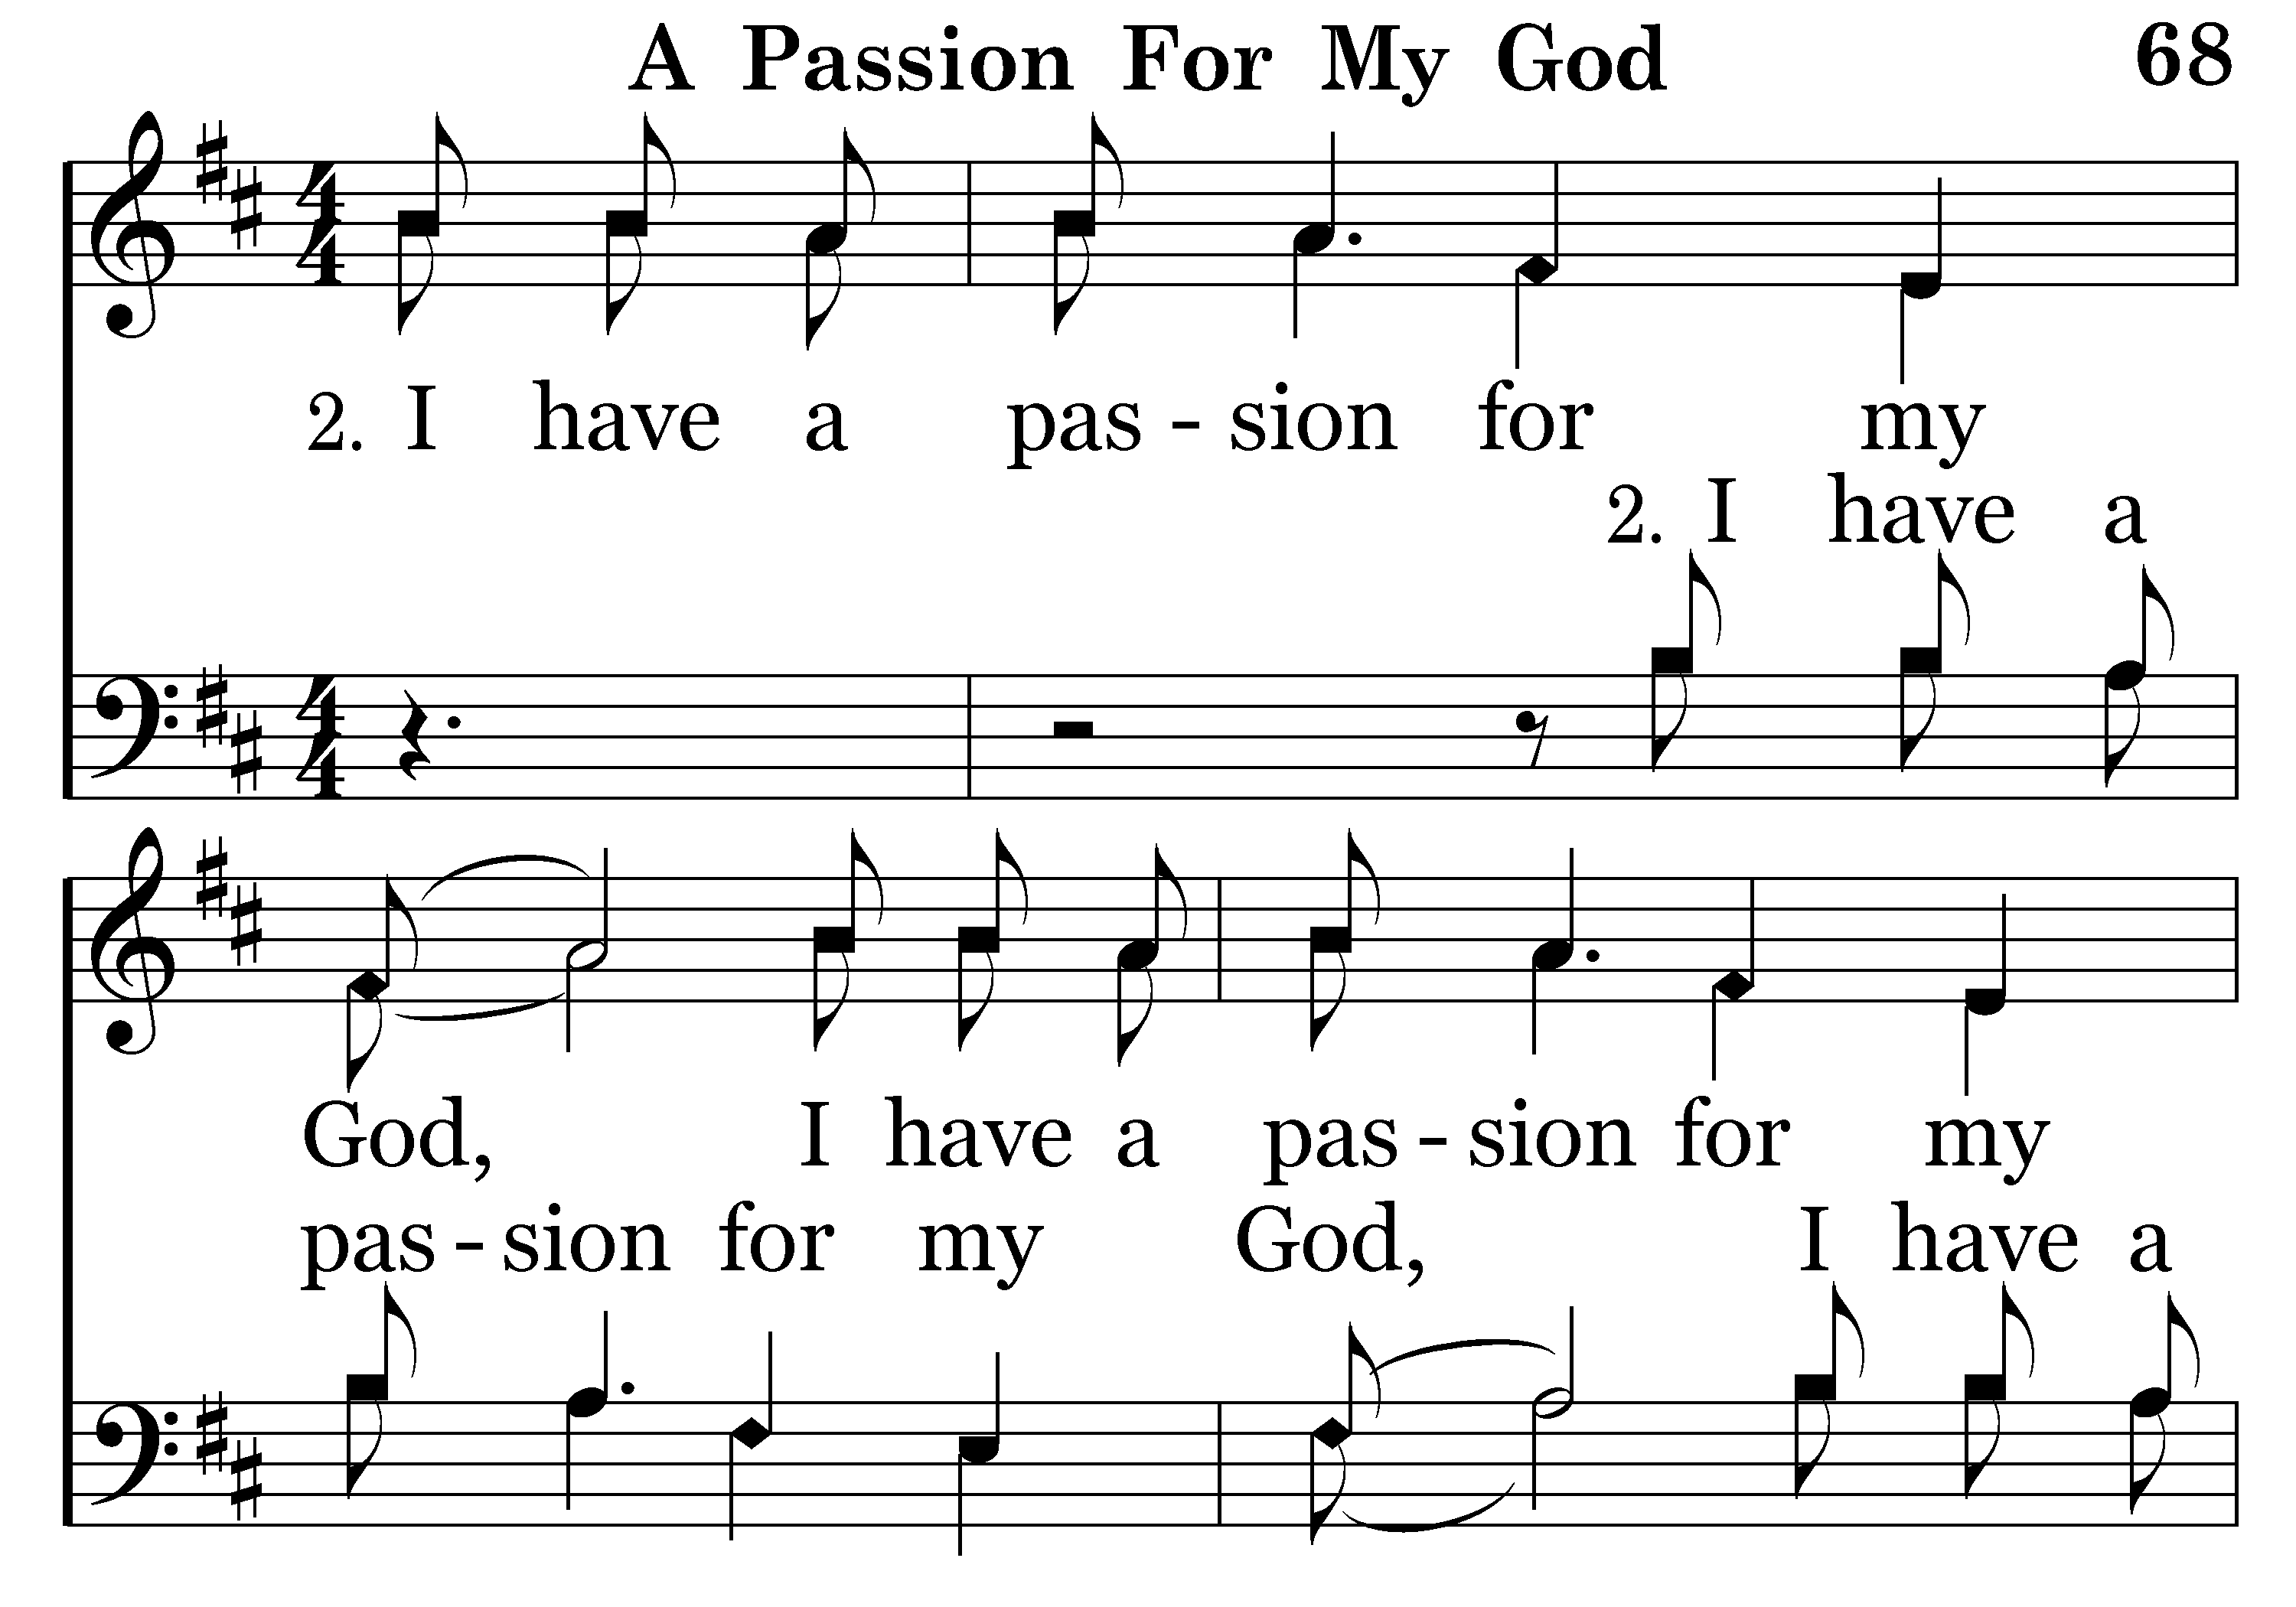 A Passion For My God 68
2. I have a pas - sion for my
2. I have a
God, I have a pas - sion for my
pas - sion for my God, I have a